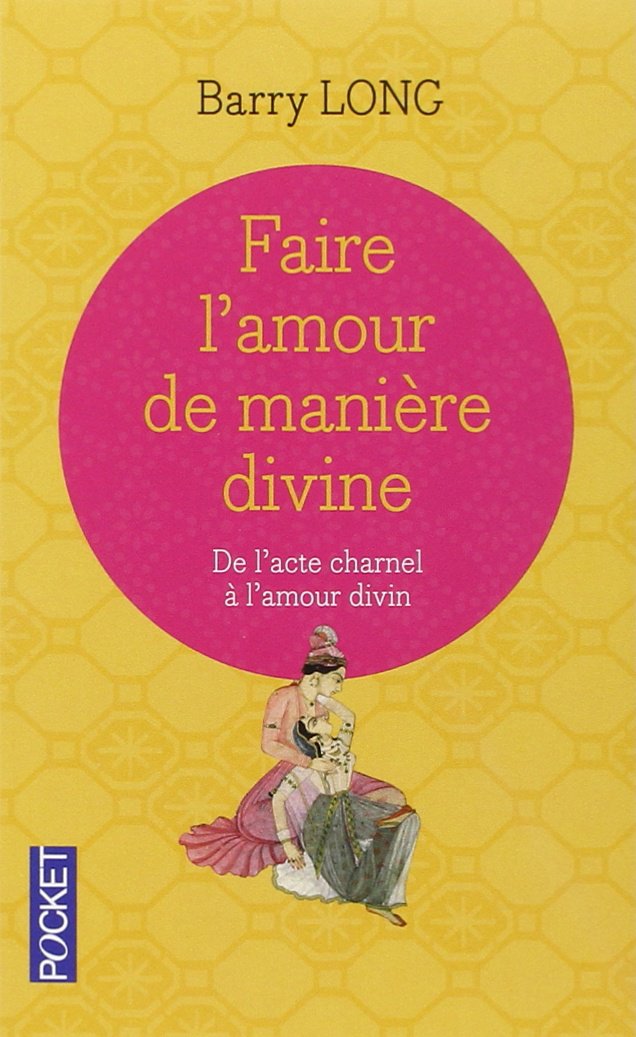 Barry LONG
Faire
l'amour
de manière
divine
De l'acte charnel
à l'amour divin
POCKET